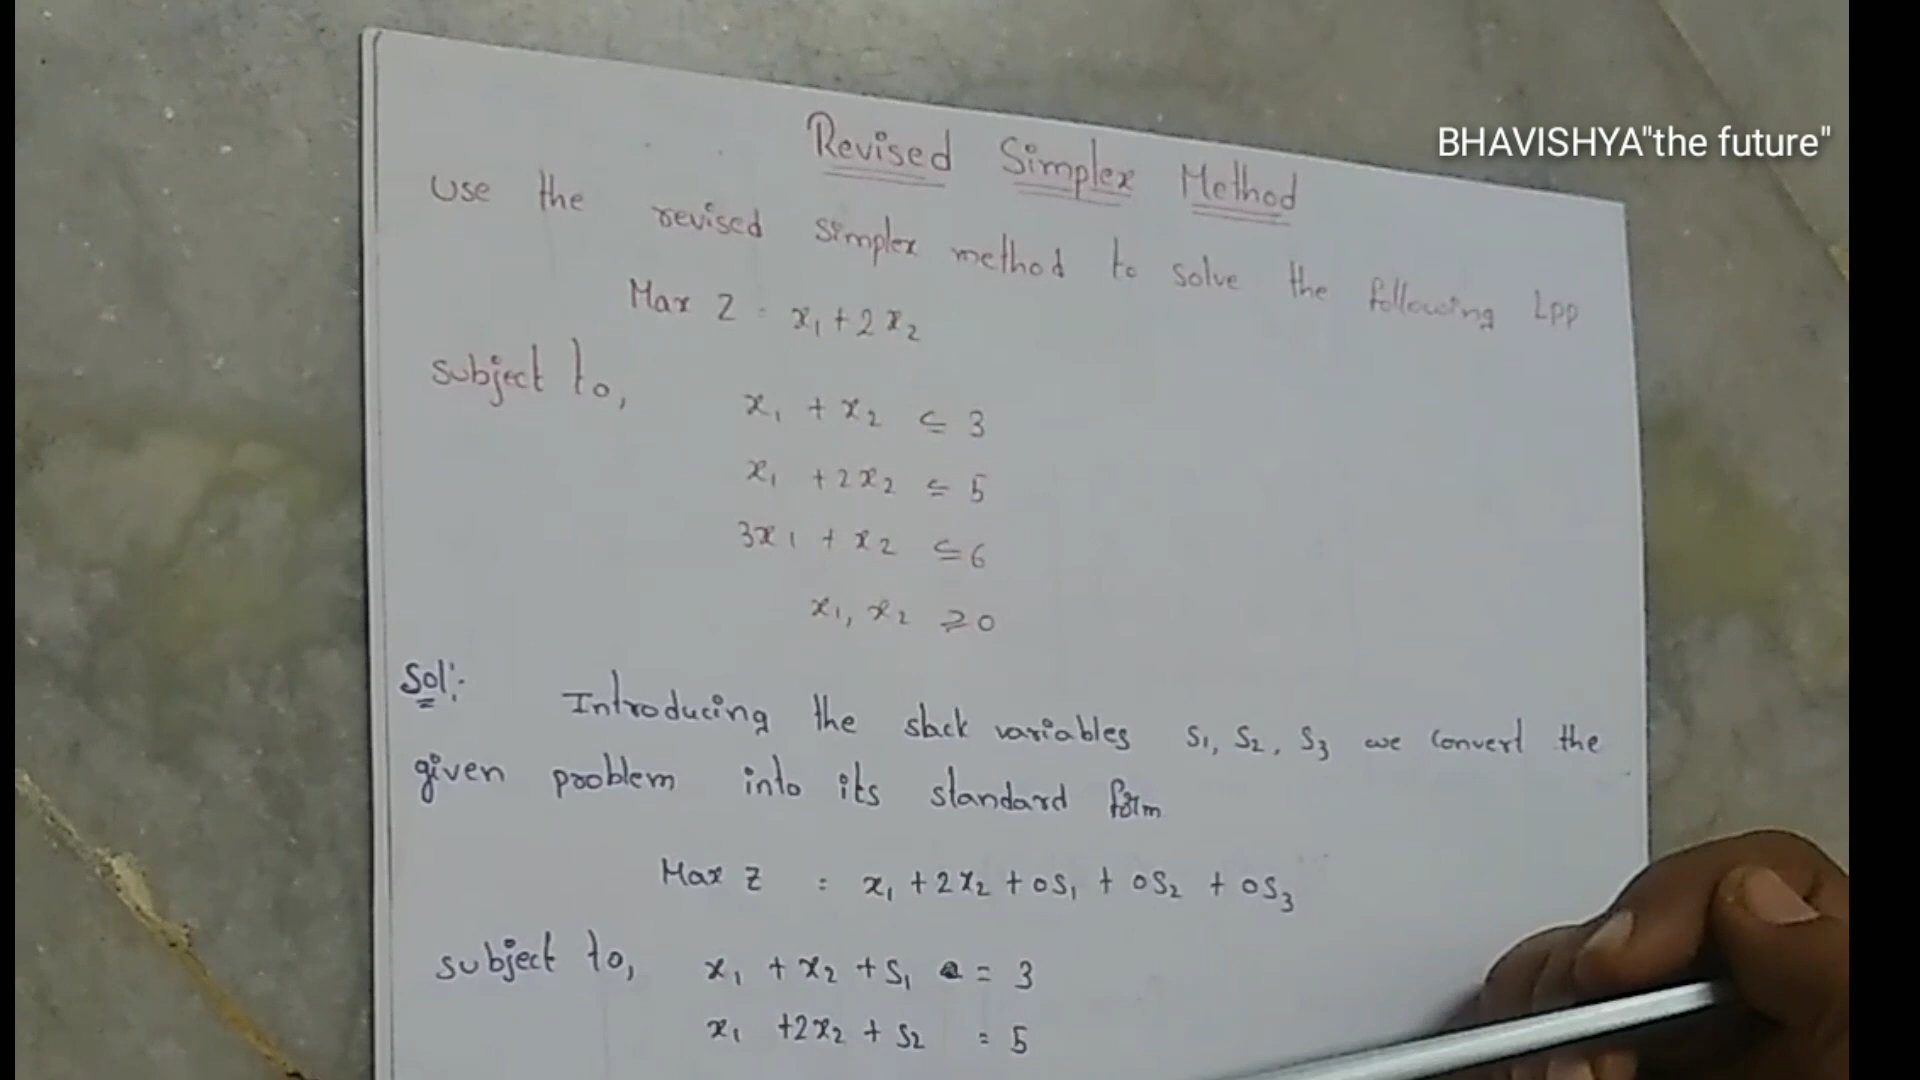 BHAVISHYA"the future"
Revised Simplex Method
Use the revised simplex method to solve the following Lpp
Max Z = x₁ + 2x₂
subject to,
x₁ + x₂ ≤ 3
x₁ + 2x₂ ≤ 5
3x₁ + x₂ ≤ 6
x₁, x₂ ≥ 0
Sol:-
Introducing the slack variables S₁, S₂, S₃ we convert the
given problem into its standard form
Max Z = x₁ + 2x₂ + 0S₁ + 0S₂ + 0S₃
subject to, x₁ + x₂ + S₁ = 3
x₁ + 2x₂ + S₂ = 5